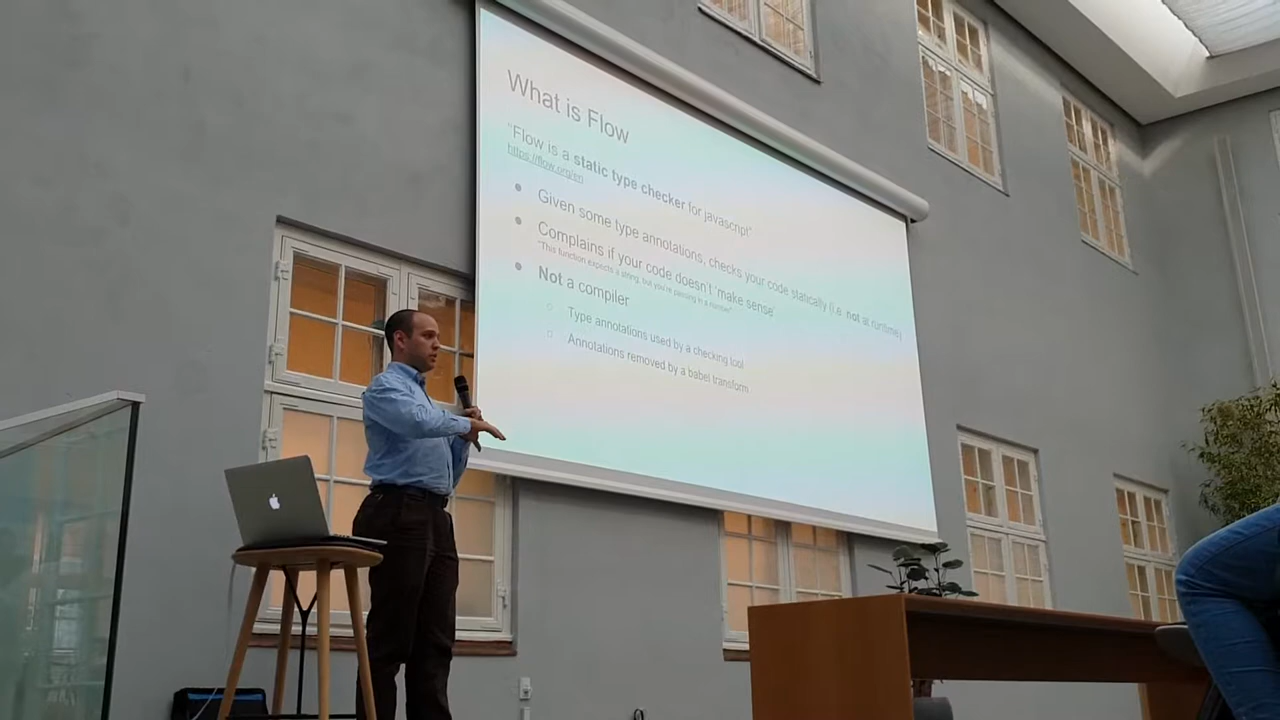 What is Flow
"Flow is a static type checker for javascript"
https://flow.org/en
Given some type annotations, checks your code statically (i.e. not at runtime)
Complains if your code doesn't 'make sense'
"This function expects a string, but you're passing in a number"
Not a compiler
Type annotations used by a checking tool
Annotations removed by a babel transform